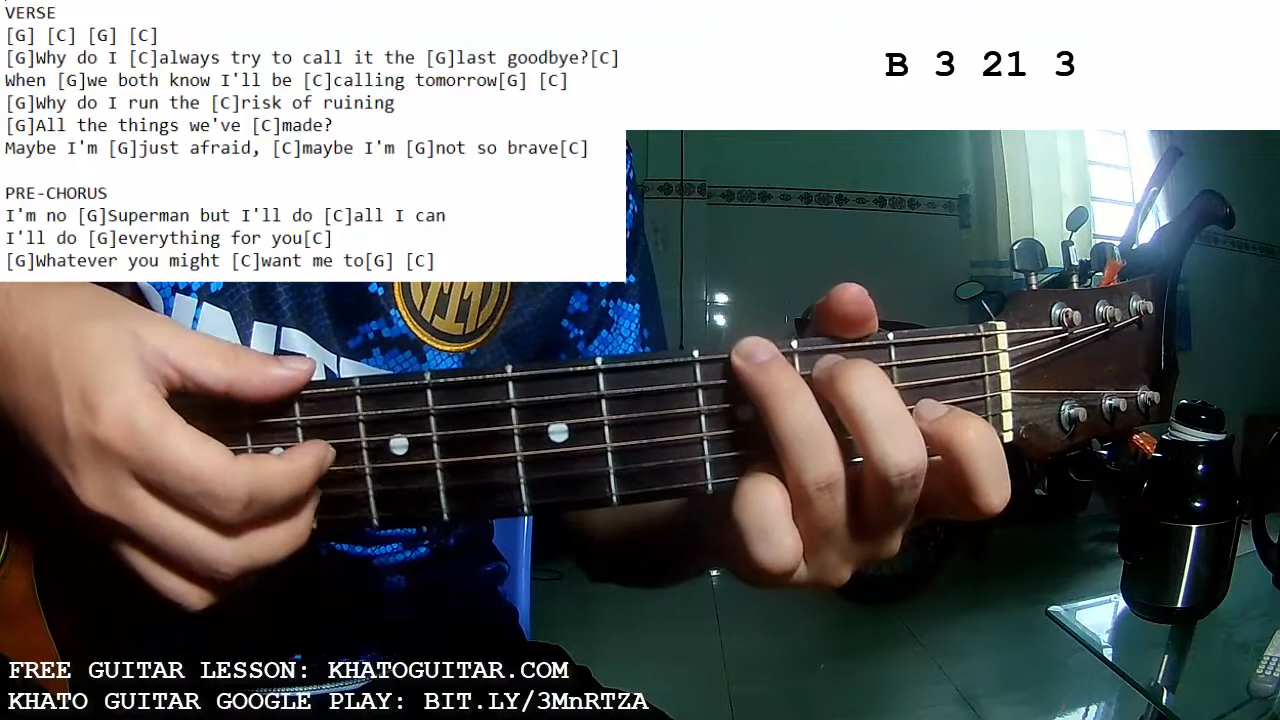 VERSE
[G] [C] [G] [C]
[G]Why do I [C]always try to call it the [G]last goodbye?[C]
When [G]we both know I'll be [C]calling tomorrow[G] [C]
[G]Why do I run the [C]risk of ruining
[G]All the things we've [C]made?
Maybe I'm [G]just afraid, [C]maybe I'm [G]not so brave[C]
PRE-CHORUS
I'm no [G]Superman but I'll do [C]all I can
I'll do [G]everything for you[C]
[G]Whatever you might [C]want me to[G] [C]
B 3 21 3
FREE GUITAR LESSON: KHATOGUITAR.COM
KHATO GUITAR GOOGLE PLAY: BIT.LY/3MnRTZA